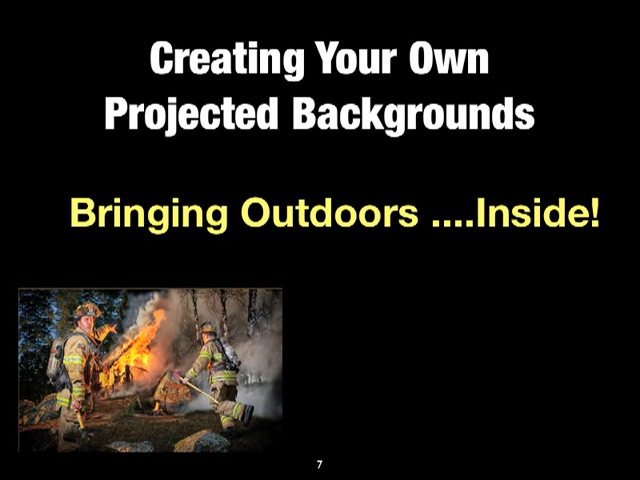 Creating Your Own
Projected Backgrounds
Bringing Outdoors ....Inside!
7